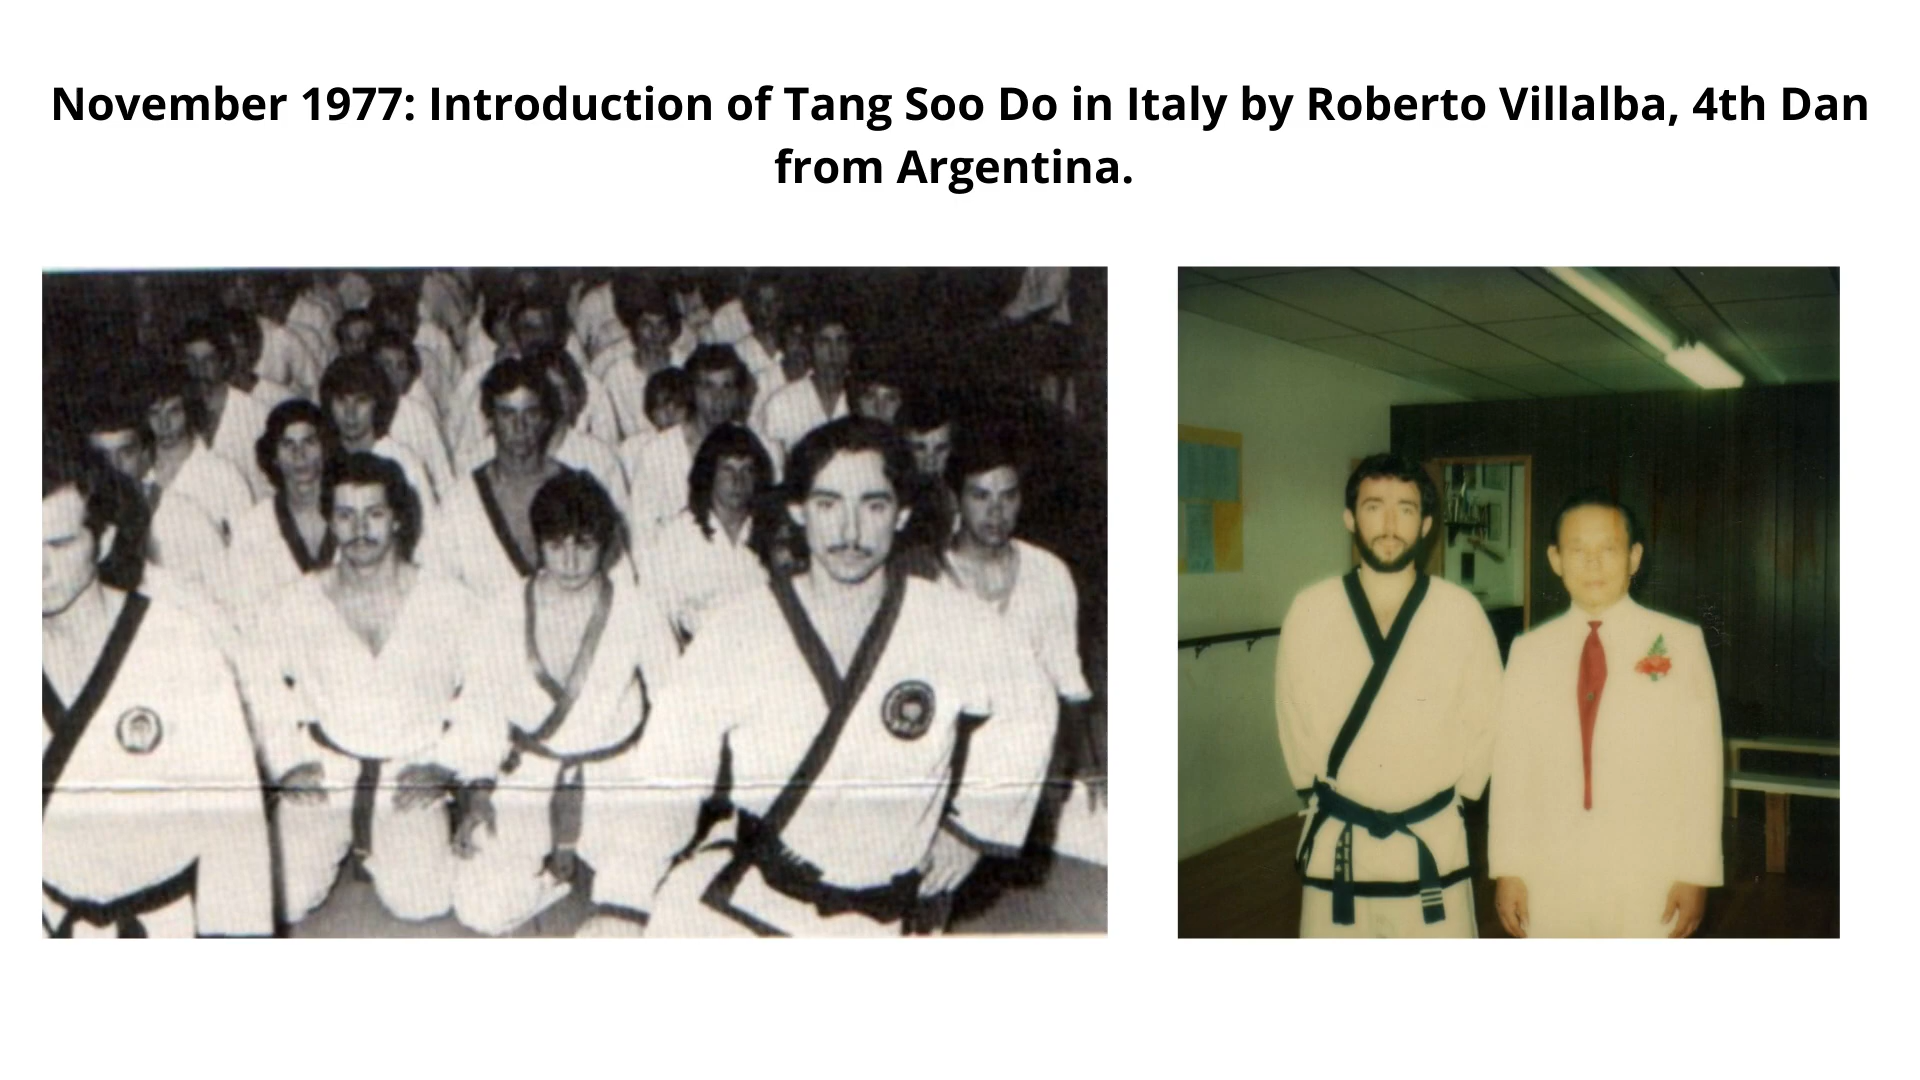 November 1977: Introduction of Tang Soo Do in Italy by Roberto Villalba, 4th Dan
from Argentina.